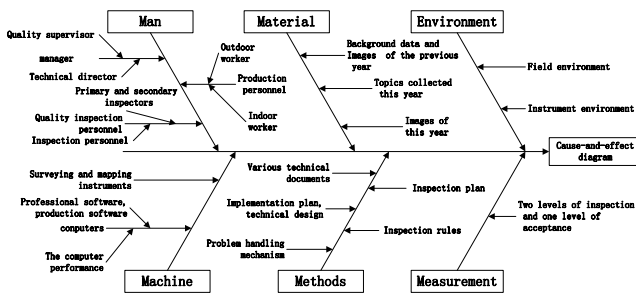 Man
Material
Environment
Quality supervisor
manager
Technical director
Outdoor
worker
Production
personnel
Indoor
worker
Primary and secondary
inspectors
Quality inspection
personnel
Inspection personnel
Background data and
Images of the previous
year
Topics collected
this year
Images of
this year
Field environment
Instrument environment
Cause-and-effect
diagram
Surveying and mapping
instruments
Professional software,
production software
conputers
The computer
performance
Various technical
documents
Inspection plan
Implementation plan,
technical design
Inspection rules
Problem handling
mechanism
Two levels of inspection
and one level of
acceptance
Machine
Methods
Measurement